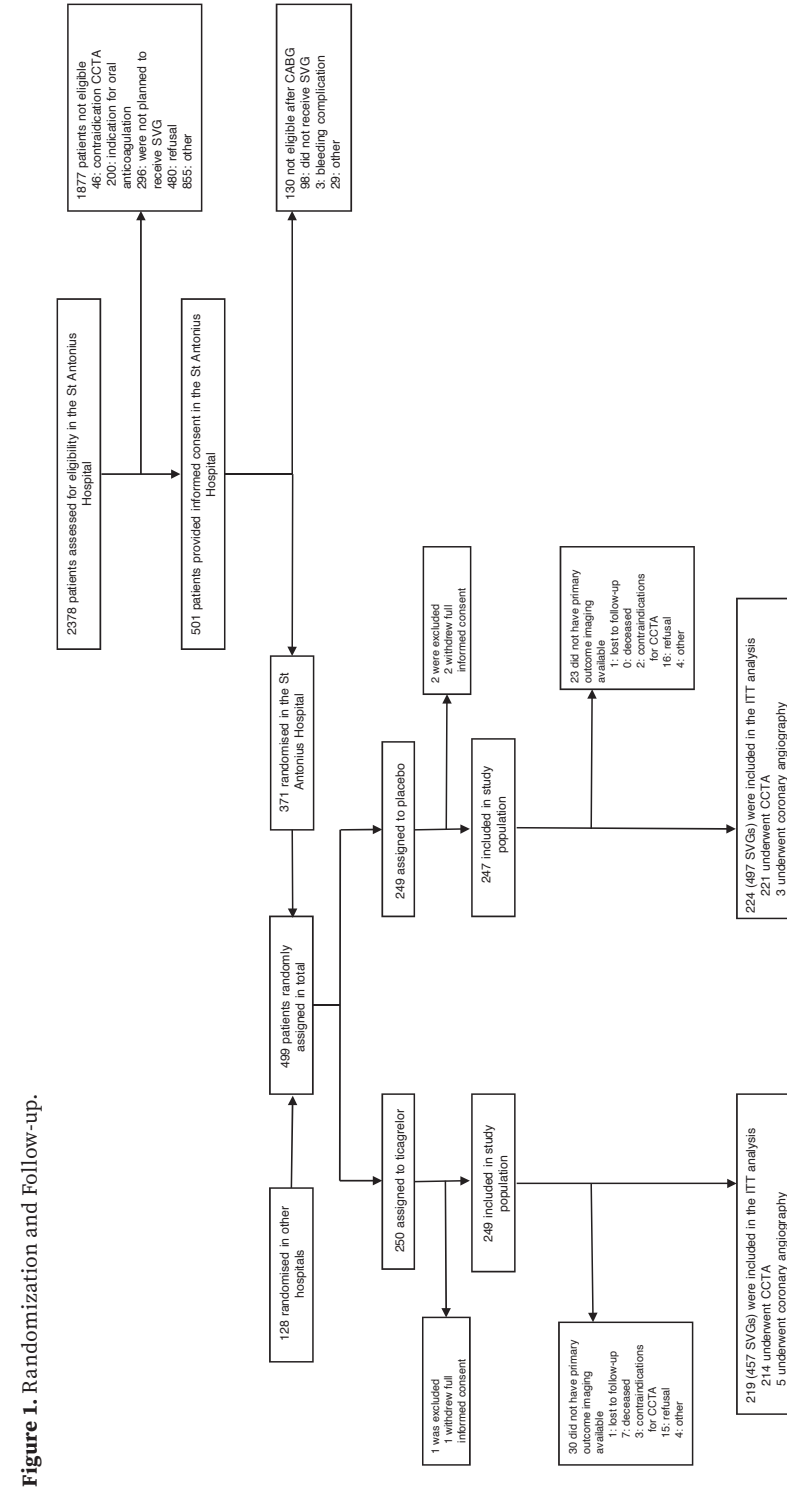 Figure 1. Randomization and Follow-up.
2378 patients assessed for eligibility in the St Antonius
Hospital
1877 patients not eligible
46: contraidication CCTA
200: indication for oral
anticoagulation
296: were not planned to
receive SVG
480: refusal
855: other
501 patients provided informed consent in the St Antonius
Hospital
130 not eligible after CABG
98: did not receive SVG
3: bleeding complication
29: other
128 randomised in other
hospitals
499 patients randomly
assigned in total
371 randomised in the St
Antonius Hospital
250 assigned to ticagrelor
249 assigned to placebo
1 was excluded
1 withdrew full
informed consent
2 were excluded
2 withdrew full
informed consent
249 included in study
population
247 included in study
population
30 did not have primary
outcome imaging
available
1: lost to follow-up
7: deceased
3: contraindications
for CCTA
15: refusal
4: other
23 did not have primary
outcome imaging
available
1: lost to follow-up
0: deceased
2: contraindications
for CCTA
16: refusal
4: other
219 (457 SVGs) were included in the ITT analysis
214 underwent CCTA
5 underwent coronary angiography
224 (497 SVGs) were included in the ITT analysis
221 underwent CCTA
3 underwent coronary angiography